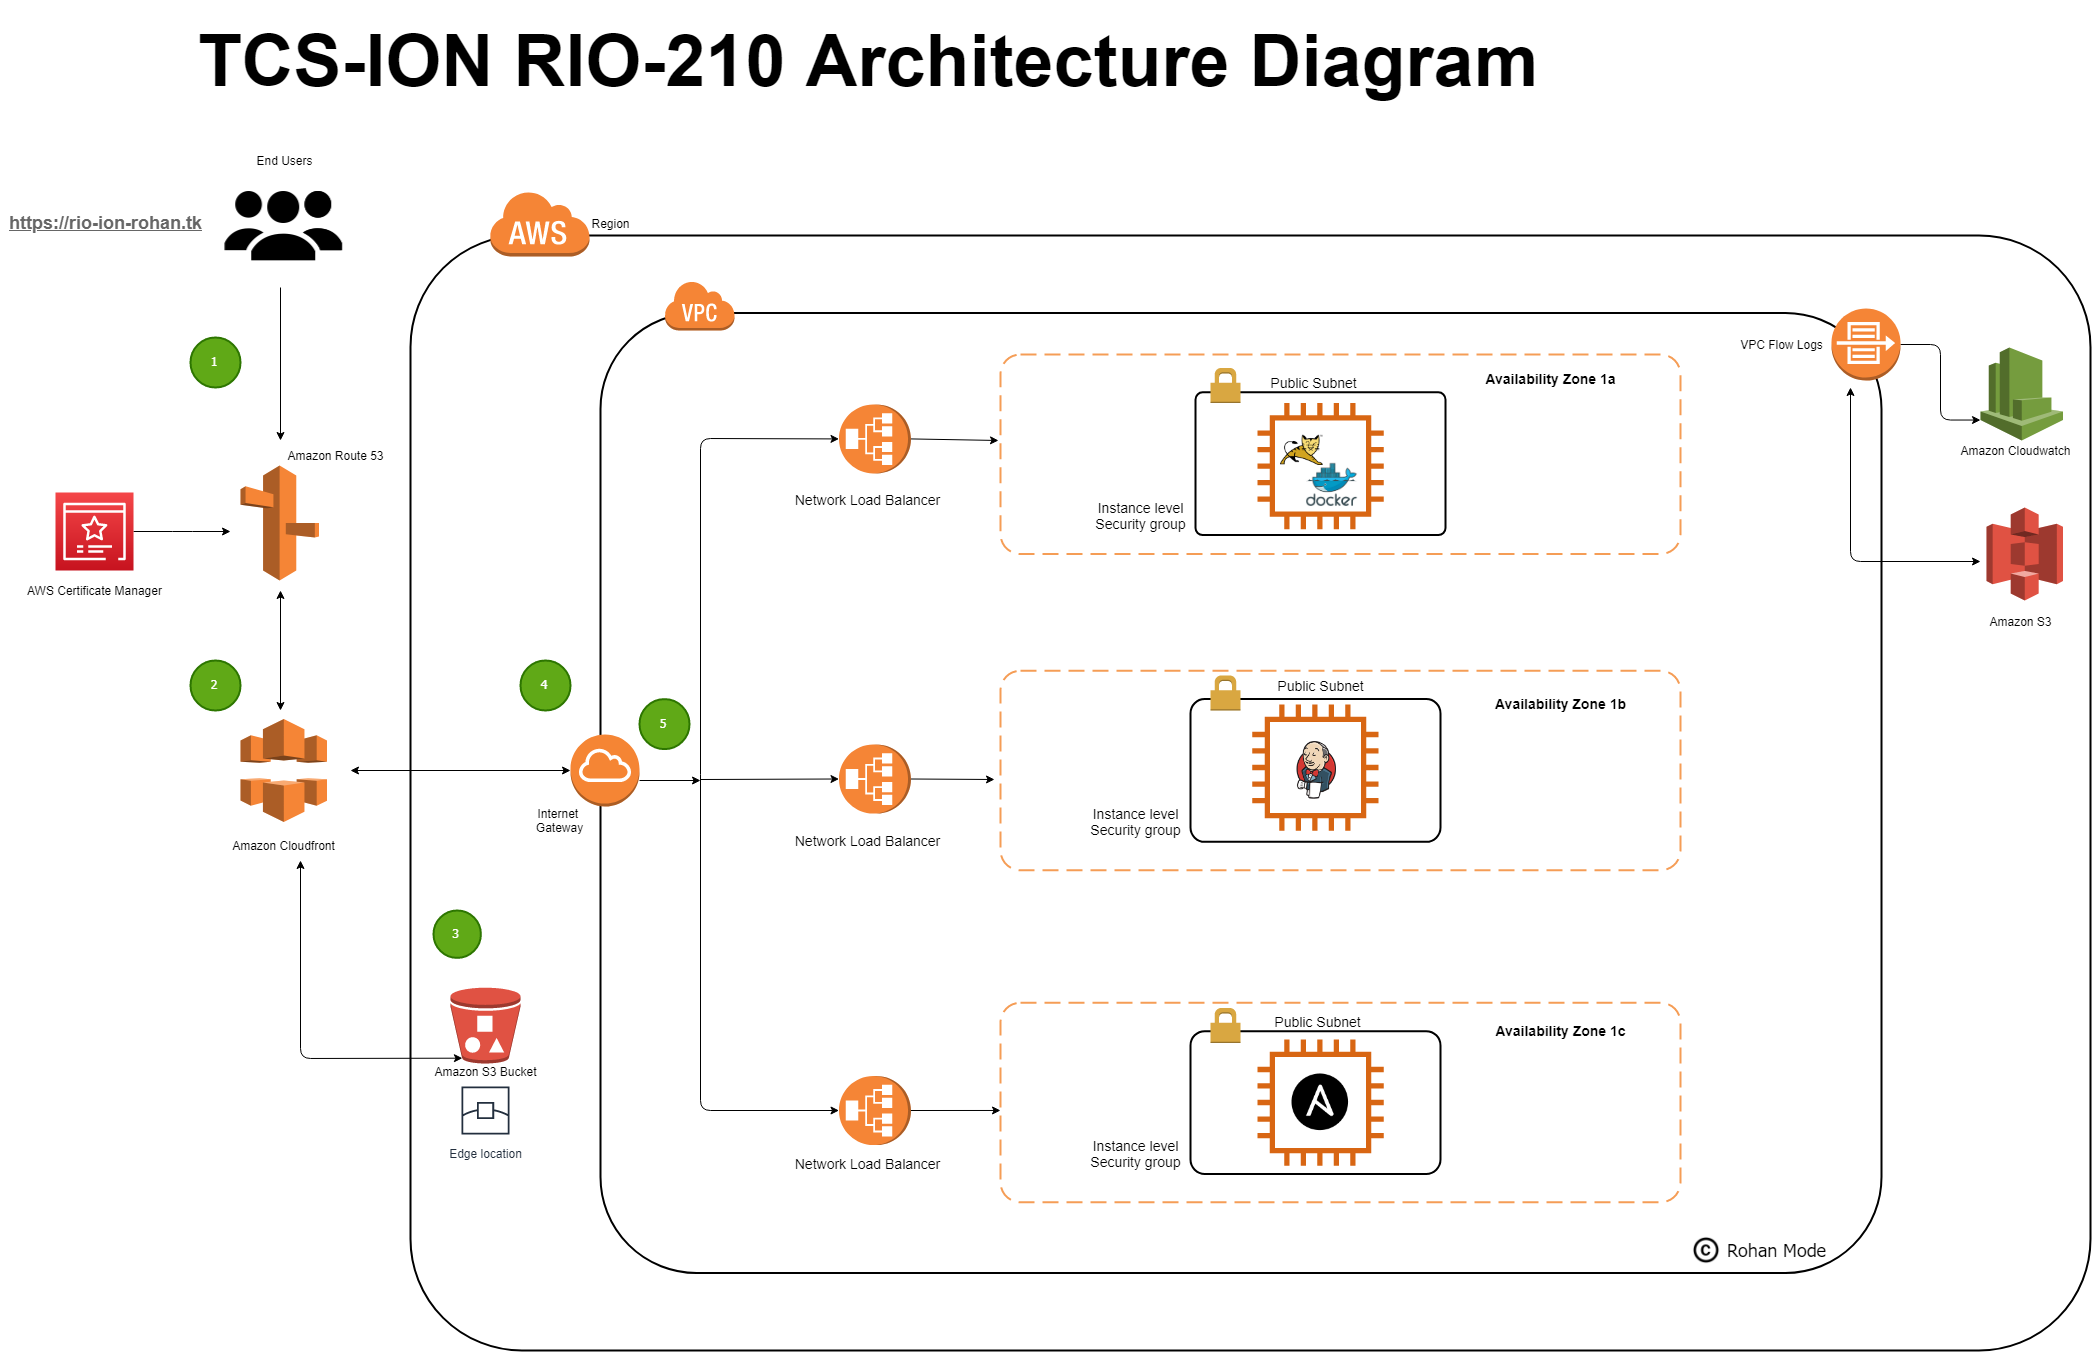 TCS-ION RIO-210 Architecture Diagram
End Users
https://rio-ion-rohan.tk
AWS
Region
VPC
VPC Flow Logs
1
Amazon Route 53
AWS Certificate Manager
2
Amazon Cloudfront
3
Amazon S3 Bucket
Edge location
4
Internet
Gateway
5
Network Load Balancer
Public Subnet
Availability Zone 1a
docker
Instance level
Security group
Network Load Balancer
Public Subnet
Availability Zone 1b
Instance level
Security group
Network Load Balancer
Public Subnet
Availability Zone 1c
Instance level
Security group
Amazon Cloudwatch
Amazon S3
© Rohan Mode